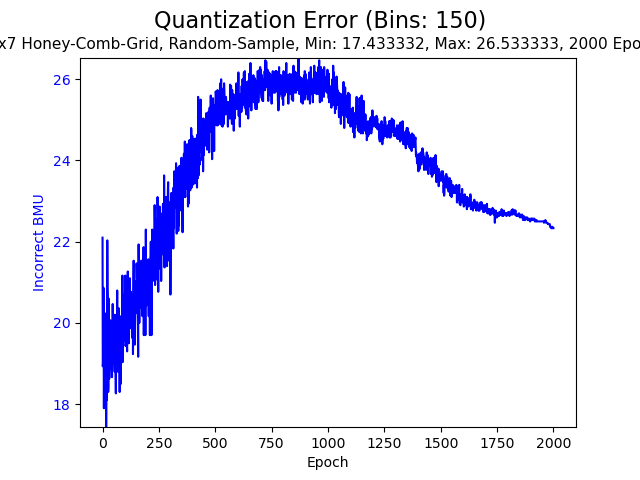 Quantization Error (Bins: 150)
x7 Honey-Comb-Grid, Random-Sample, Min: 17.433332, Max: 26.533333, 2000 Epo
26
24
22
20
18
Incorrect BMU
0 250 500 750 1000 1250 1500 1750 2000
Epoch